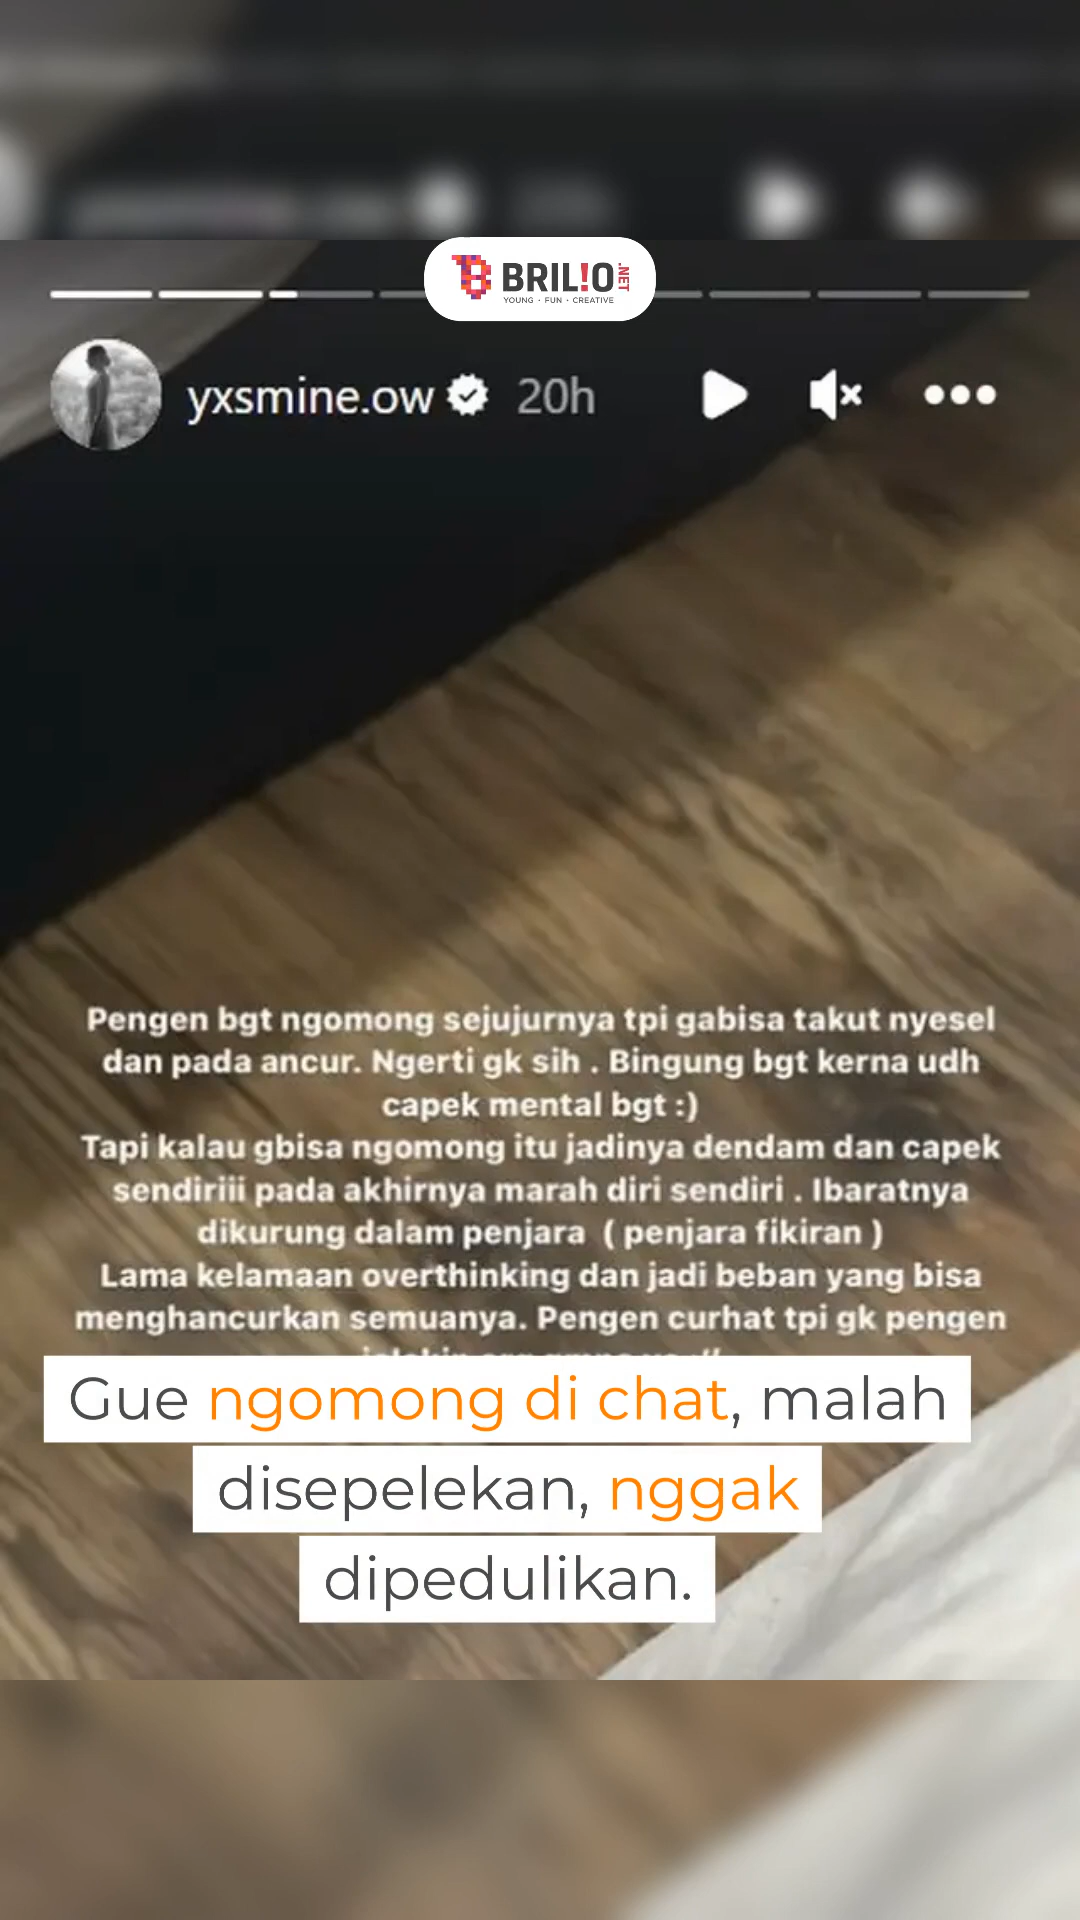 BRIL!O.NET
YOUNG · FUN · CREATIVE
yxsmine.ow 20h
Pengen bgt ngomong sejujurnya tpi gabisa takut nyesel
dan pada ancur. Ngerti gk sih . Bingung bgt kerna udh
capek mental bgt :)
Tapi kalau gbisa ngomong itu jadinya dendam dan capek
sendiriii pada akhirnya marah diri sendiri . Ibaratnya
dikurung dalam penjara ( penjara fikiran )
Lama kelamaan overthinking dan jadi beban yang bisa
menghancurkan semuanya. Pengen curhat tpi gk pengen
Gue ngomong di chat, malah
disepelekan, nggak
dipedulikan.